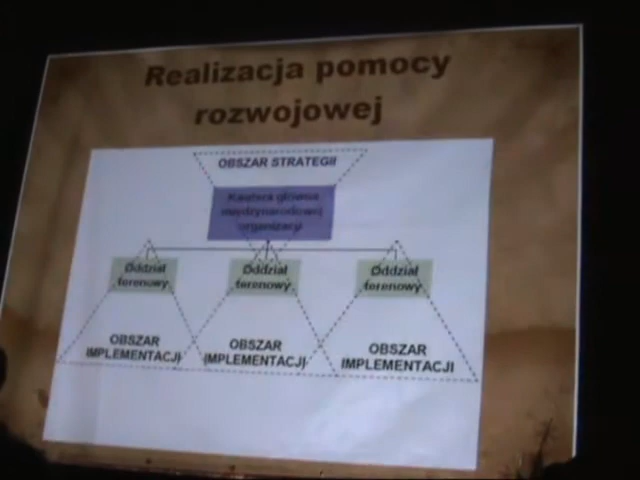 Realizacja pomocy
rozwojowej
OBSZAR STRATEGII
Kwatera główna
międzynarodowej
organizacji
Oddział
terenowy
Oddział
terenowy
Oddział
terenowy
OBSZAR
IMPLEMENTACJI
OBSZAR
IMPLEMENTACJI
OBSZAR
IMPLEMENTACJI